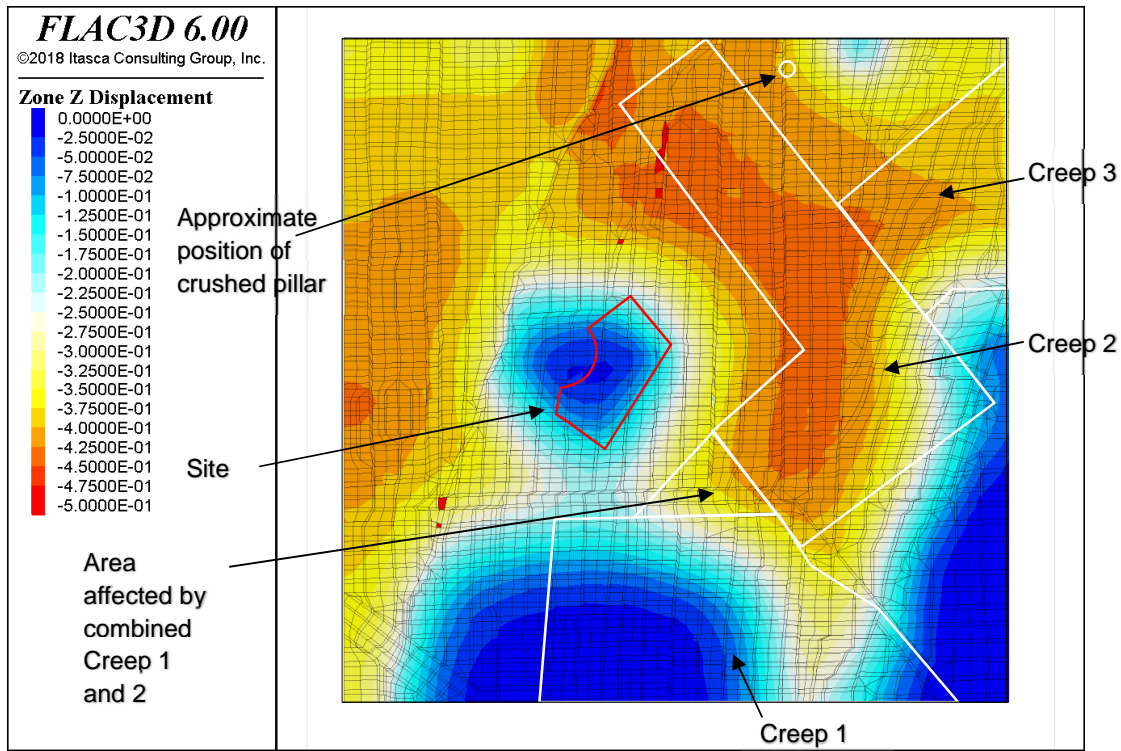 FLAC3D 6.00
©2018 Itasca Consulting Group, Inc.
Zone Z Displacement
0.0000E+00
-2.5000E-02
-5.0000E-02
-7.5000E-02
-1.0000E-01
-1.2500E-01
-1.5000E-01
-1.7500E-01
-2.0000E-01
-2.2500E-01
-2.5000E-01
-2.7500E-01
-3.0000E-01
-3.2500E-01
-3.5000E-01
-3.7500E-01
-4.0000E-01
-4.2500E-01
-4.5000E-01
-4.7500E-01
-5.0000E-01
Approximate
position of
crushed pillar
Site
Area
affected by
combined
Creep 1
and 2
Creep 3
Creep 2
Creep 1